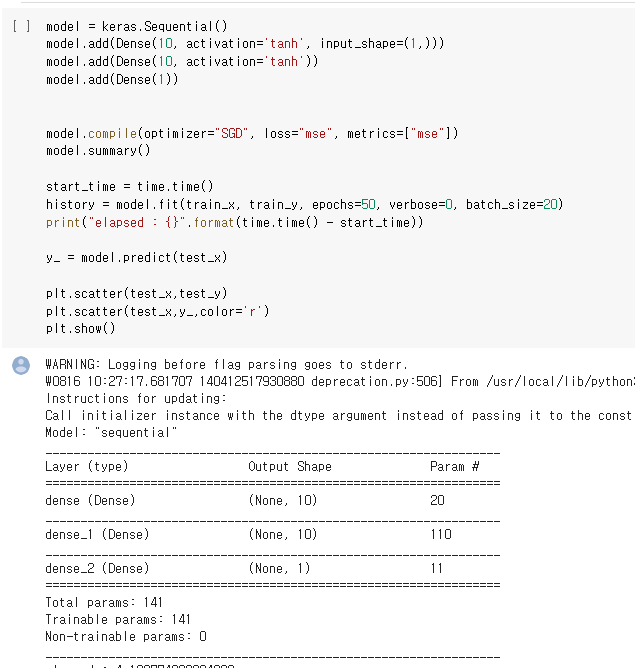 [ ] model = keras.Sequential()
model.add(Dense(10, activation='tanh', input_shape=(1,)))
model.add(Dense(10, activation='tanh'))
model.add(Dense(1))
model.compile(optimizer="SGD", loss="mse", metrics=["mse"])
model.summary()
start_time = time.time()
history = model.fit(train_x, train_y, epochs=50, verbose=0, batch_size=20)
print("elapsed : {}".format(time.time() - start_time))
y_ = model.predict(test_x)
plt.scatter(test_x,test_y)
plt.scatter(test_x,y_,color='r')
plt.show()
WARNING: Logging before flag parsing goes to stderr.
W0816 10:27:17.681707 140412517930880 deprecation.py:506] From /usr/local/lib/python3
Instructions for updating:
Call initializer instance with the dtype argument instead of passing it to the const
Model: "sequential"
Layer (type) Output Shape Param #
dense (Dense) (None, 10) 20
dense_1 (Dense) (None, 10) 110
dense_2 (Dense) (None, 1) 11
Total params: 141
Trainable params: 141
Non-trainable params: 0